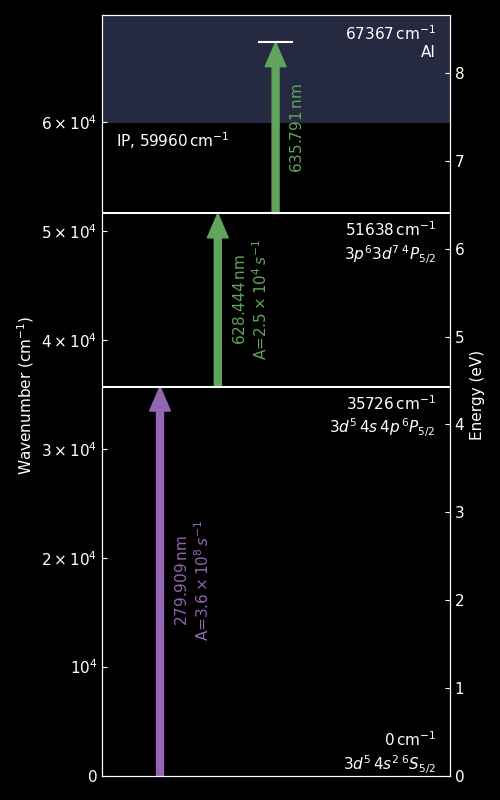 67367 cm⁻¹
AI
8
6 × 10⁴
IP, 59960 cm⁻¹
635.791 nm
7
51638 cm⁻¹
3p⁶3d⁷ ⁴P₅/₂
5 × 10⁴
6
628.444 nm
A=2.5 × 10⁴ s⁻¹
4 × 10⁴
5
35726 cm⁻¹
3d⁵ 4s 4p ⁶P₅/₂
4
Wavenumber (cm⁻¹)
Energy (eV)
3 × 10⁴
3
279.909 nm
A=3.6 × 10⁸ s⁻¹
2 × 10⁴
2
10⁴
1
0 cm⁻¹
3d⁵ 4s² ⁶S₅/₂
0
0